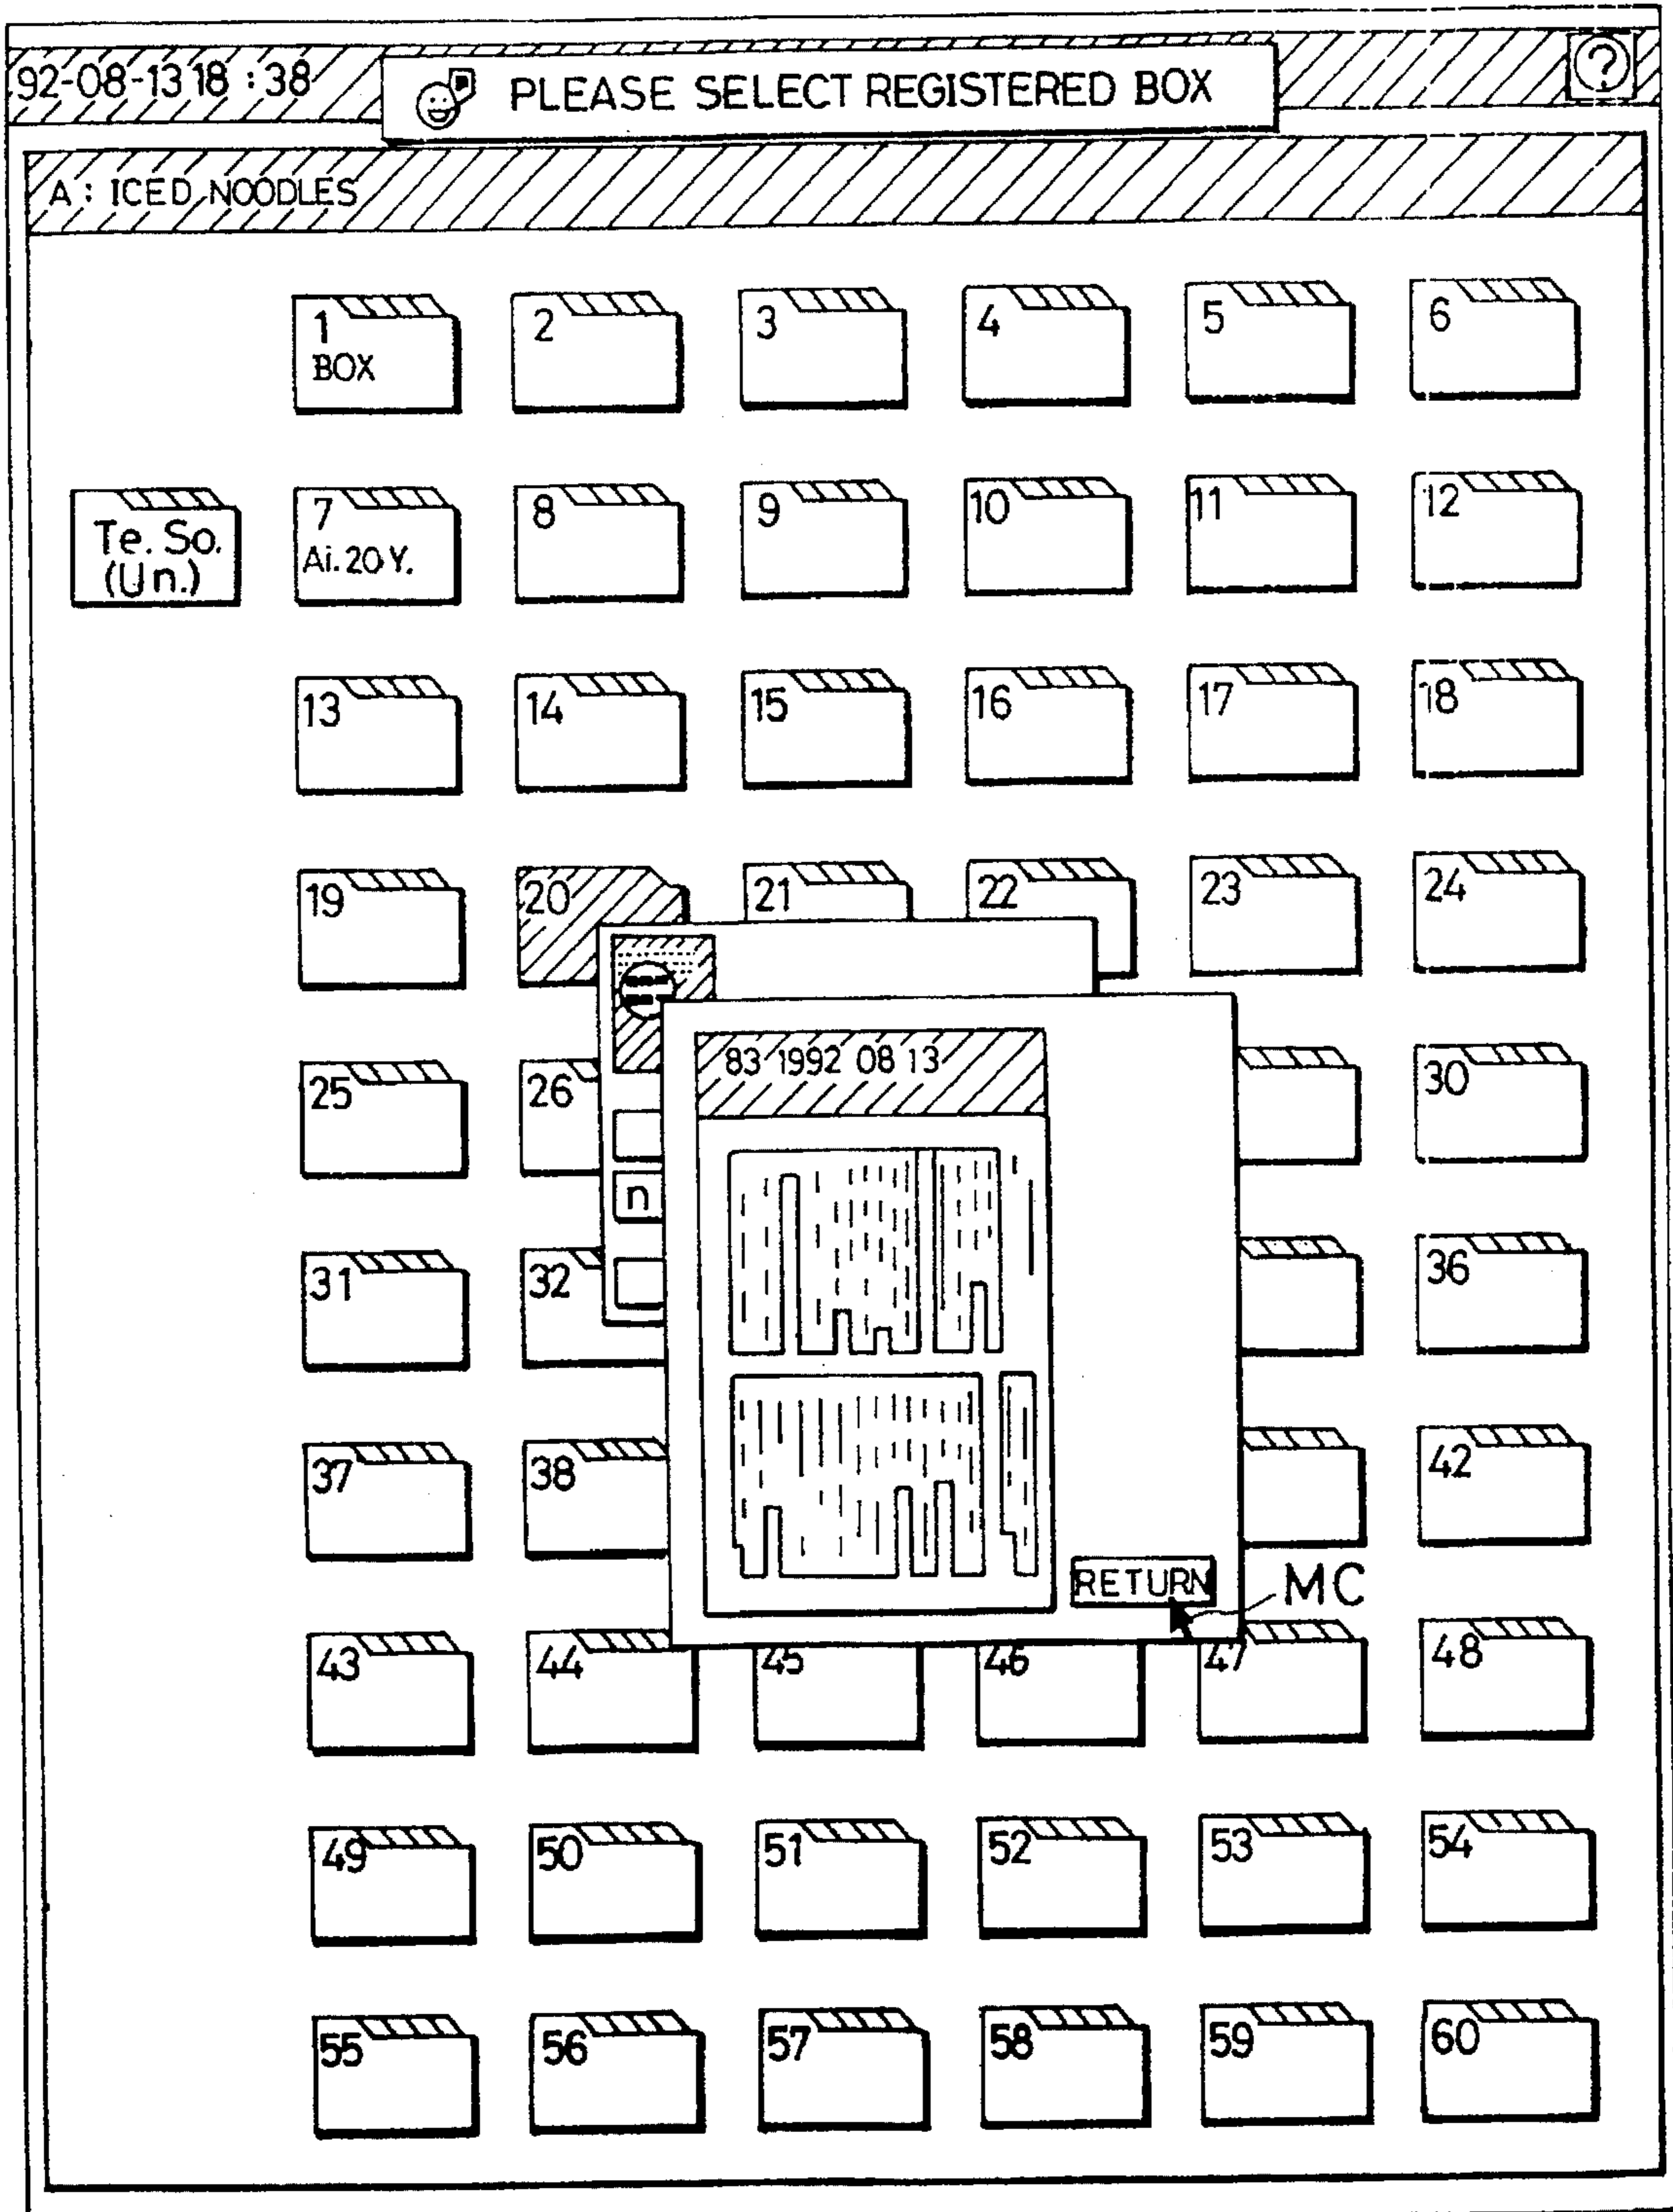 92-08-13 18:38
PLEASE SELECT REGISTERED BOX
?
A: ICED NOODLES
1 2 3 4 5 6
BOX
Te. So.
(Un.)
7 8 9 10 11 12
Ai. 20 Y.
13 14 15 16 17 18
19 20 21 22 23 24
83 1992 08 13
25 26 30
n
31 32 36
37 38 42
RETURN
MC
43 44 45 46 47 48
49 50 51 52 53 54
55 56 57 58 59 60